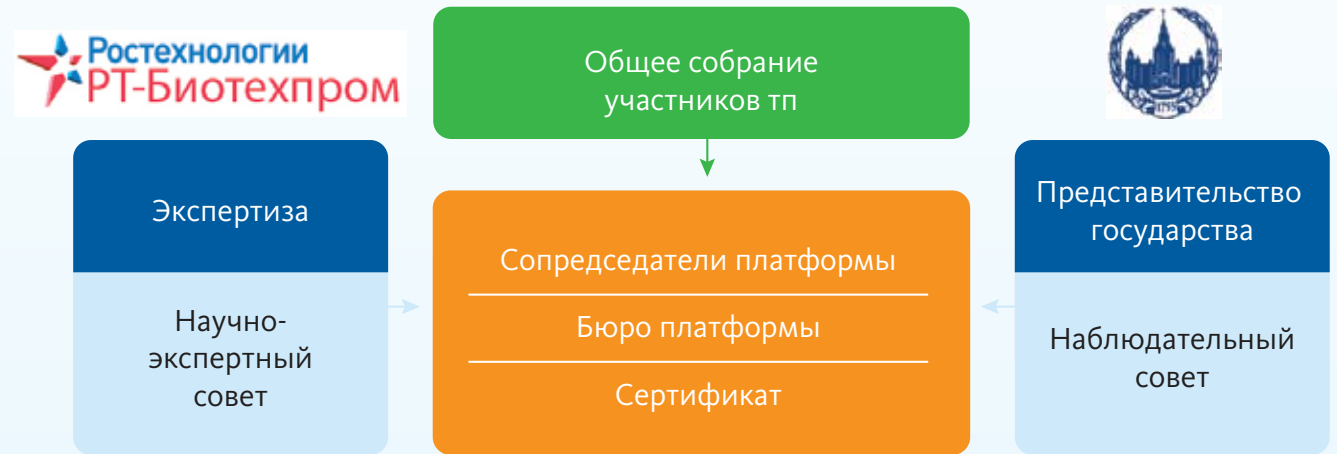 Ростехнологии
РТ-Биотехпром
Общее собрание
участников тп
1755
Экспертиза
Научно-
экспертный
совет
Сопредседатели платформы
Бюро платформы
Сертификат
Представительство
государства
Наблюдательный
совет